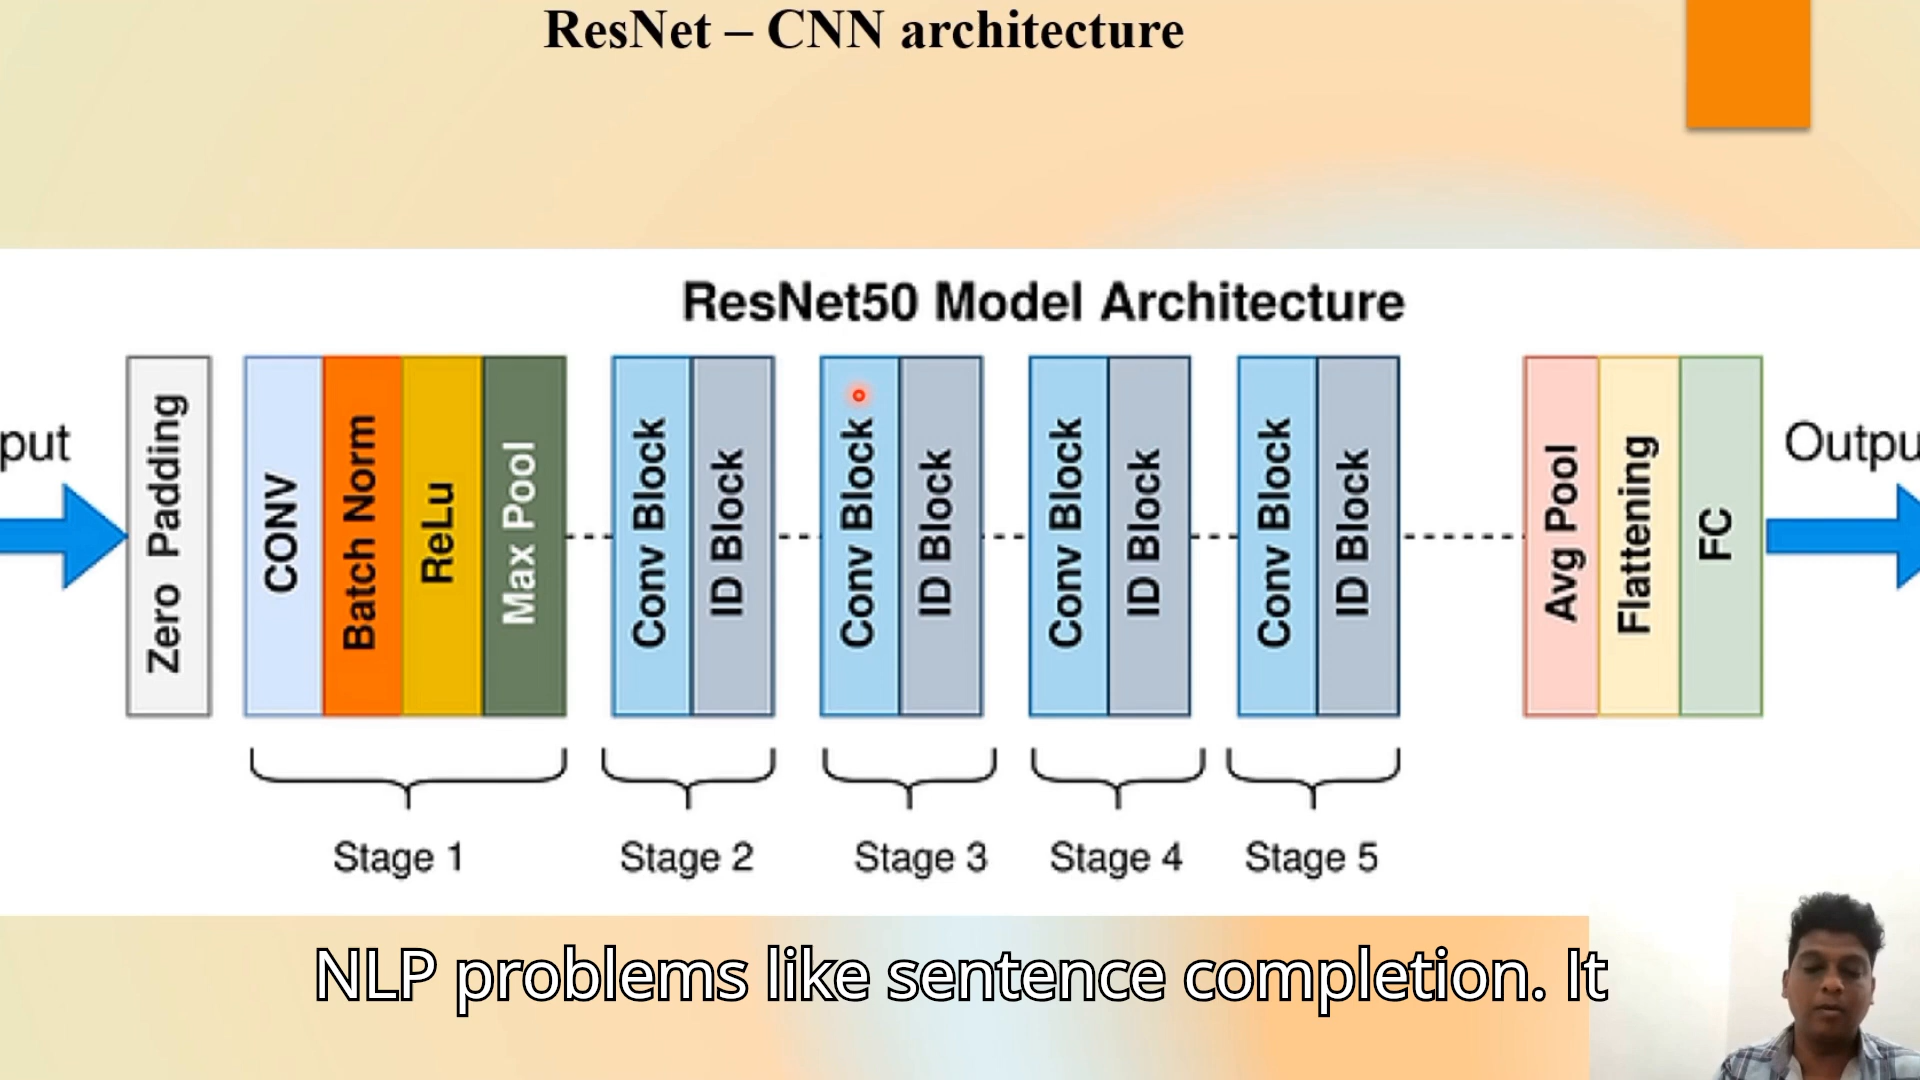 ResNet – CNN architecture
ResNet50 Model Architecture
put
Zero Padding
CONV
Batch Norm
ReLu
Max Pool
Conv Block
ID Block
Conv Block
ID Block
Conv Block
ID Block
Conv Block
ID Block
Avg Pool
Flattening
FC
Outpu
Stage 1
Stage 2
Stage 3
Stage 4
Stage 5
NLP problems like sentence completion. It